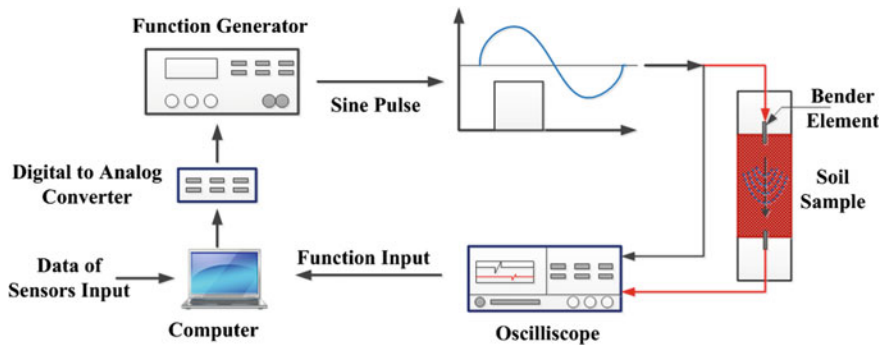 Function Generator
Sine Pulse
Bender
Element
Digital to Analog
Converter
Soil
Sample
Function Input
Data of
Sensors Input
Computer
Oscilliscope